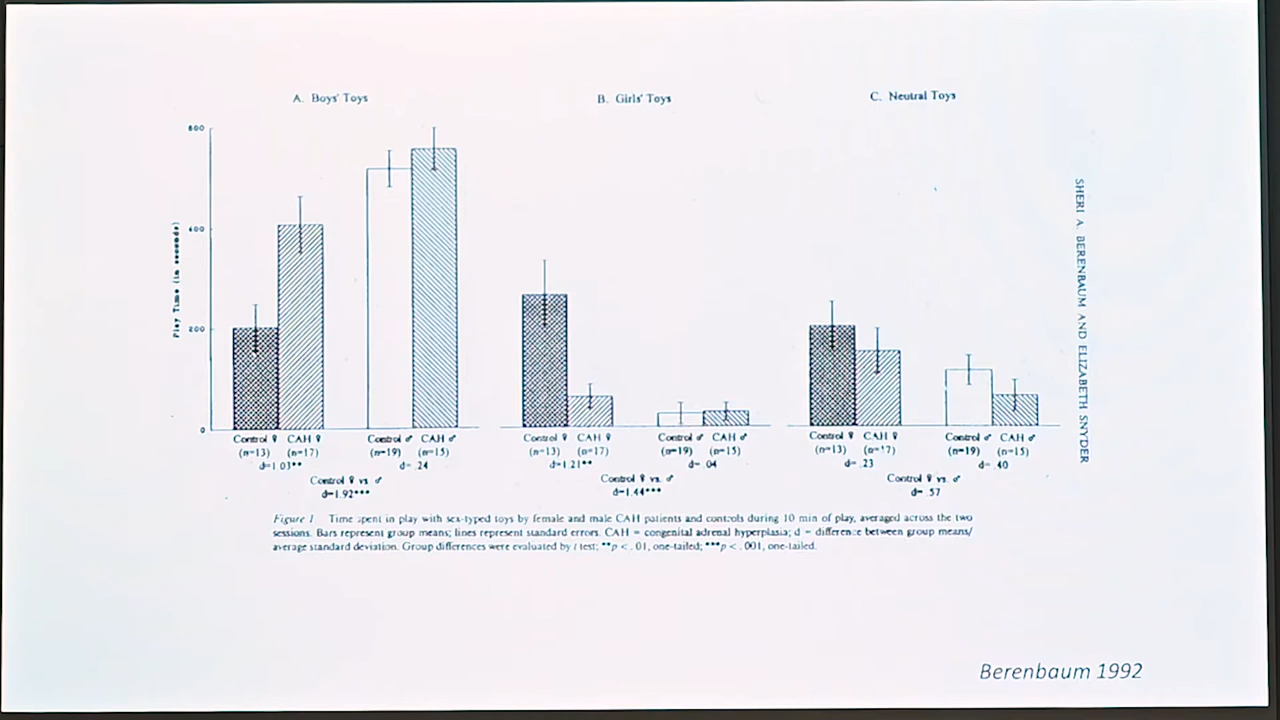 A. Boys' Toys
B. Girls' Toys
C. Neutral Toys
600
400
200
0
Play Time (in seconds)
Control ♀ CAH ♀ Control ♂ CAH ♂
(n=13) (n=17) (n=19) (n=15)
d=1.03** d= .24
Control ♀ vs. ♂
d=1.92***
Control ♀ CAH ♀ Control ♂ CAH ♂
(n=13) (n=17) (n=19) (n=15)
d=1.21** d= .04
Control ♀ vs. ♂
d=1.44***
Control ♀ CAH ♀ Control ♂ CAH ♂
(n=13) (n=17) (n=19) (n=15)
d= .23 d= .40
Control ♀ vs. ♂
d= .57
SHERI A. BERENBAUM AND ELIZABETH SNYDER
Figure 1 Time spent in play with sex-typed toys by female and male CAH patients and controls during 10 min of play, averaged across the two
sessions. Bars represent group means; lines represent standard errors. CAH = congenital adrenal hyperplasia; d = difference between group means/
average standard deviation. Group differences were evaluated by t test; **p < .01, one-tailed; ***p < .001, one-tailed.
Berenbaum 1992